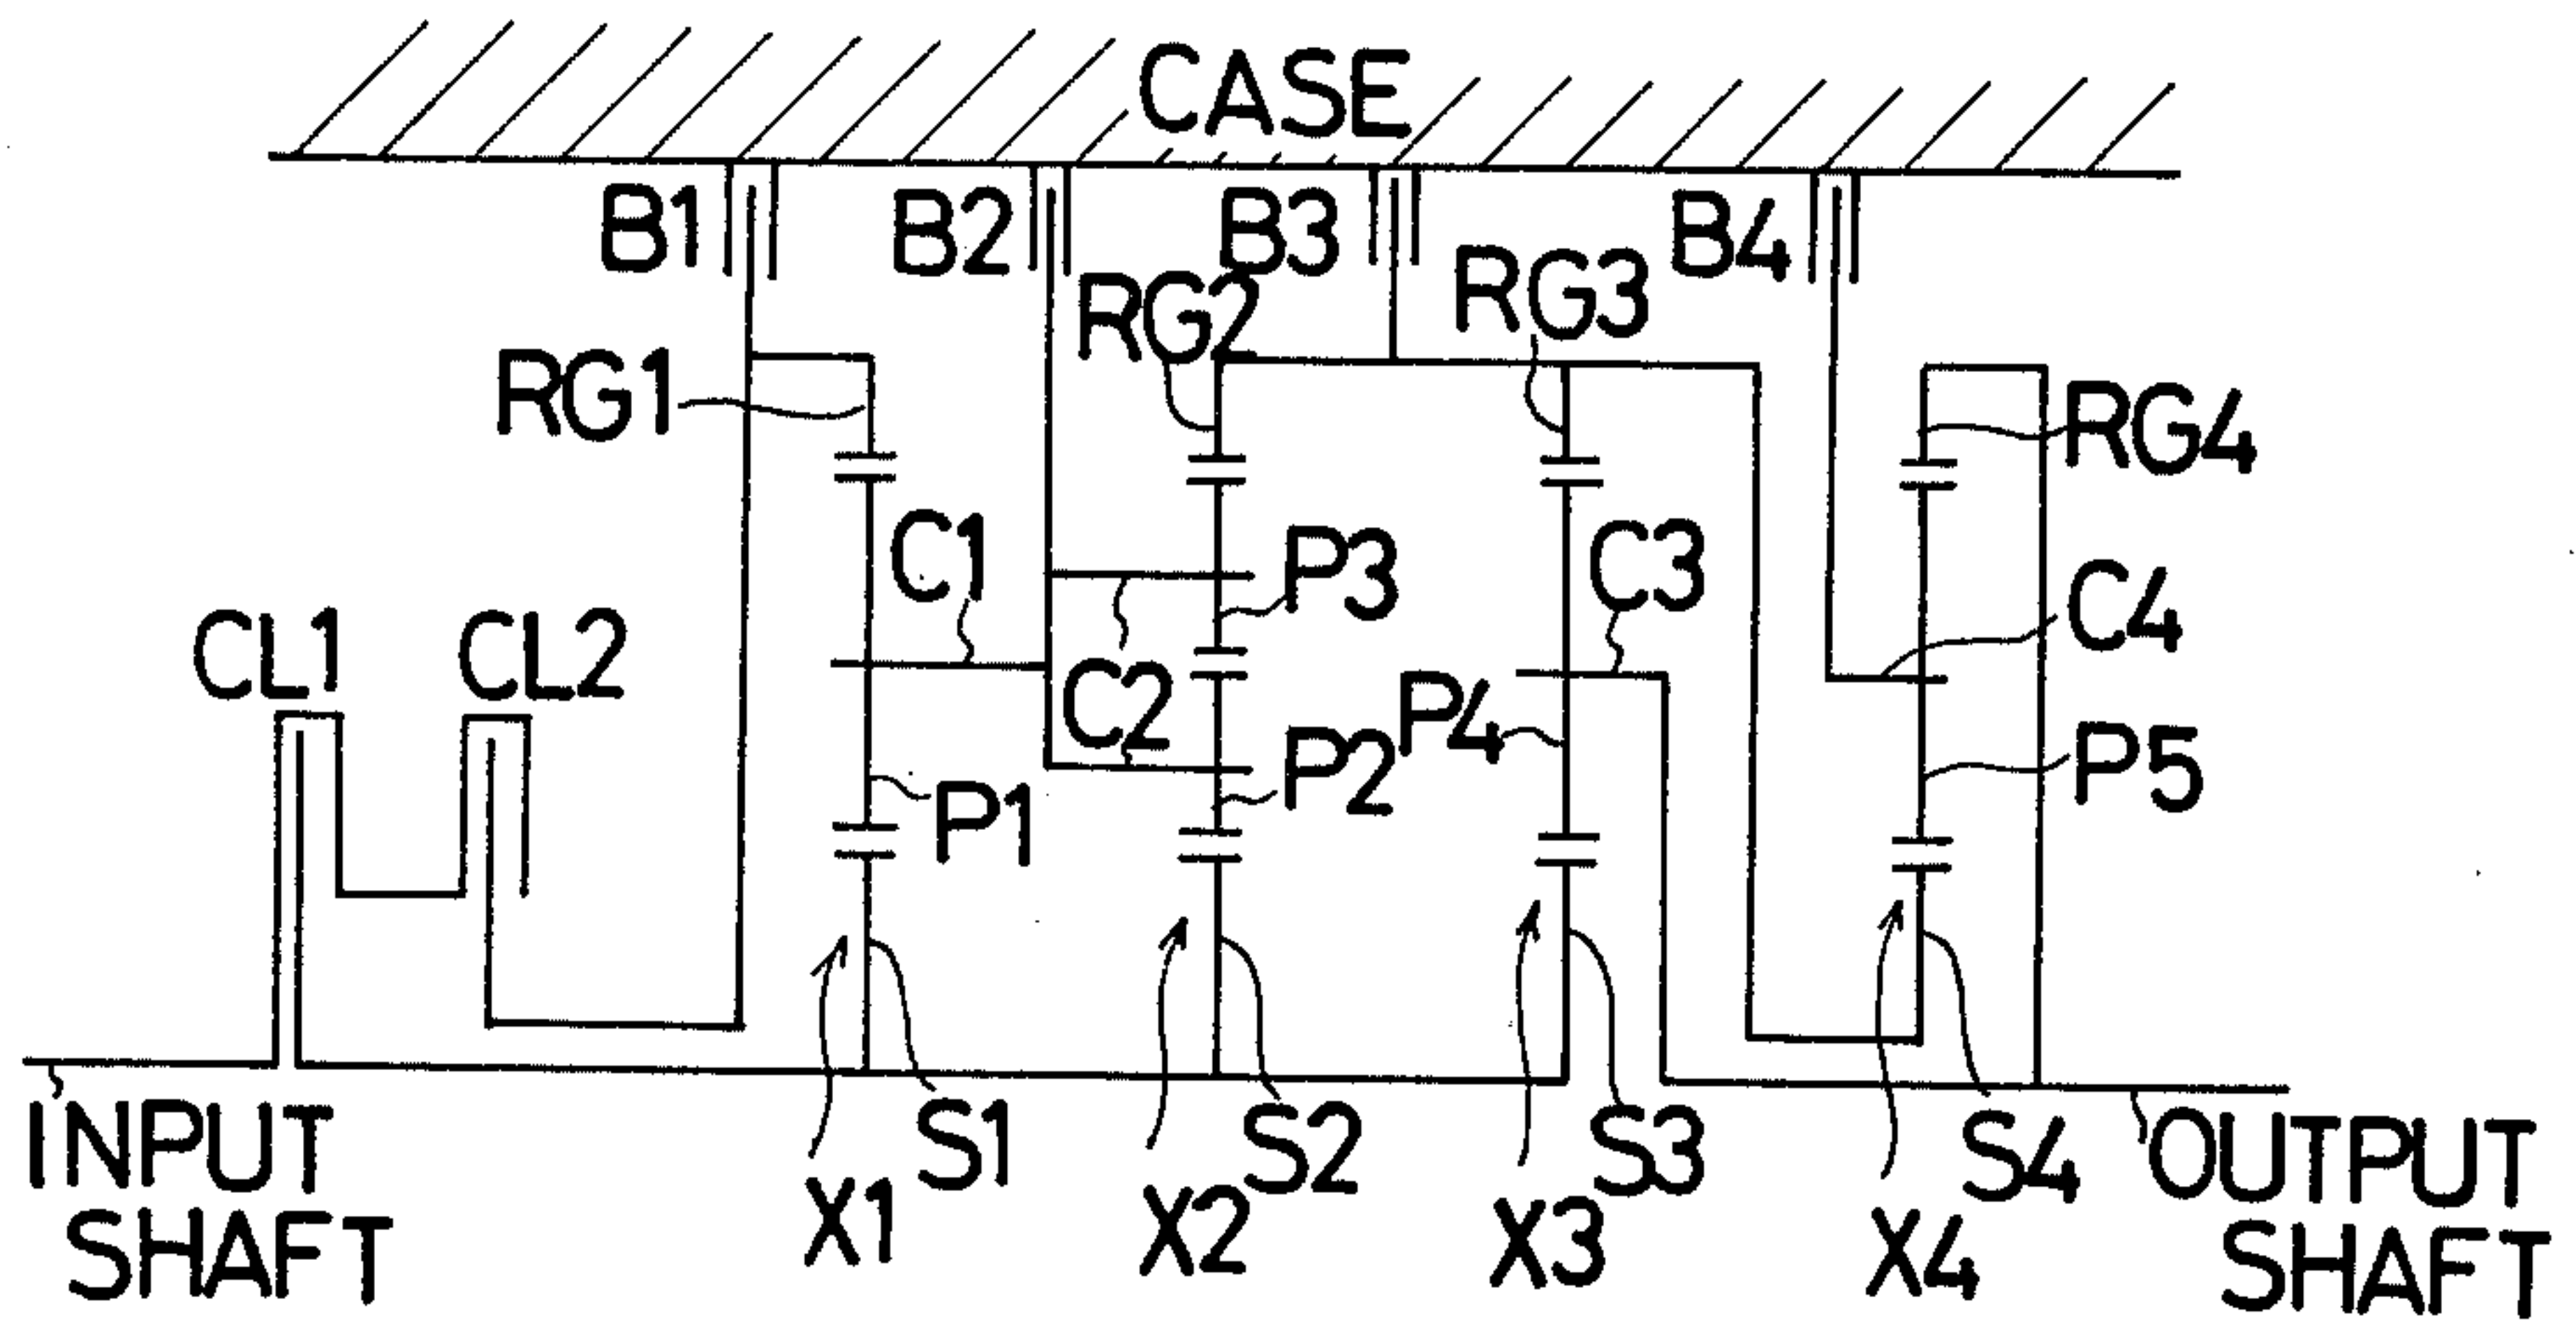 CASE
B1 B2 B3 B4
RG2 RG3
RG1 RG4
C1 P3 C3
CL1 CL2 C4
C2 P4
P2 P5
P1
INPUT SHAFT
S1 S2 S3 S4
OUTPUT SHAFT
X1 X2 X3 X4